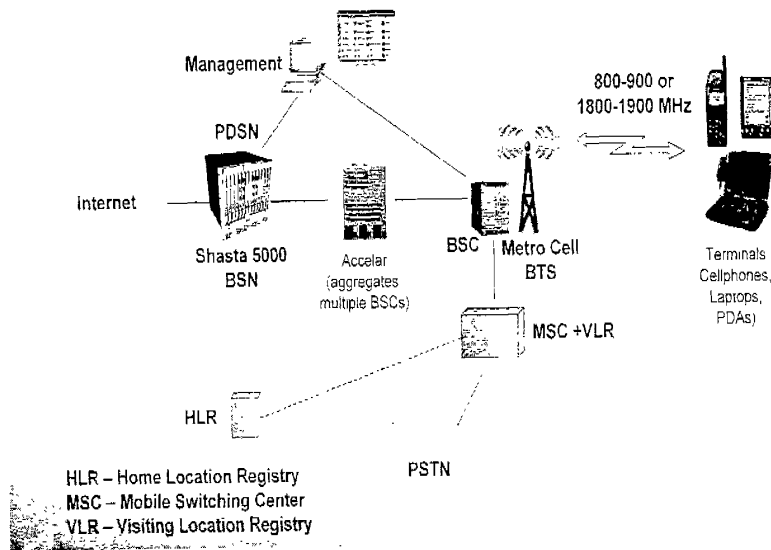 Management
PDSN
800-900 or
1800-1900 MHz
internet
Shasta 5000
BSN
Accelar
(aggregates
multiple BSCs)
BSC
Metro Cell
BTS
Terminals
Cellphones,
Laptops,
PDAs)
MSC +VLR
HLR
PSTN
HLR – Home Location Registry
MSC – Mobile Switching Center
VLR – Visiting Location Registry